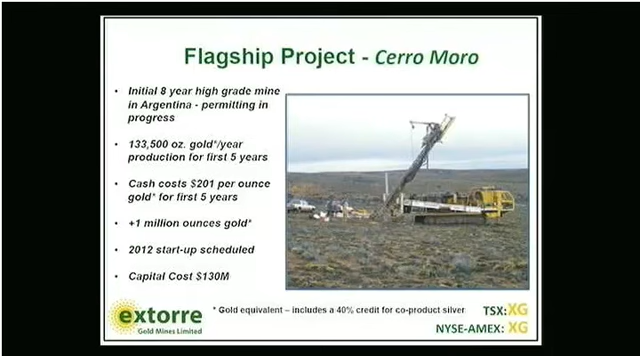 Flagship Project - Cerro Moro
• Initial 8 year high grade mine
in Argentina - permitting in
progress
• 133,500 oz. gold*/year
production for first 5 years
• Cash costs $201 per ounce
gold* for first 5 years
• +1 million ounces gold*
• 2012 start-up scheduled
• Capital Cost $130M
* Gold equivalent – includes a 40% credit for co-product silver
extorre
Gold Mines Limited
TSX:XG
NYSE-AMEX: XG